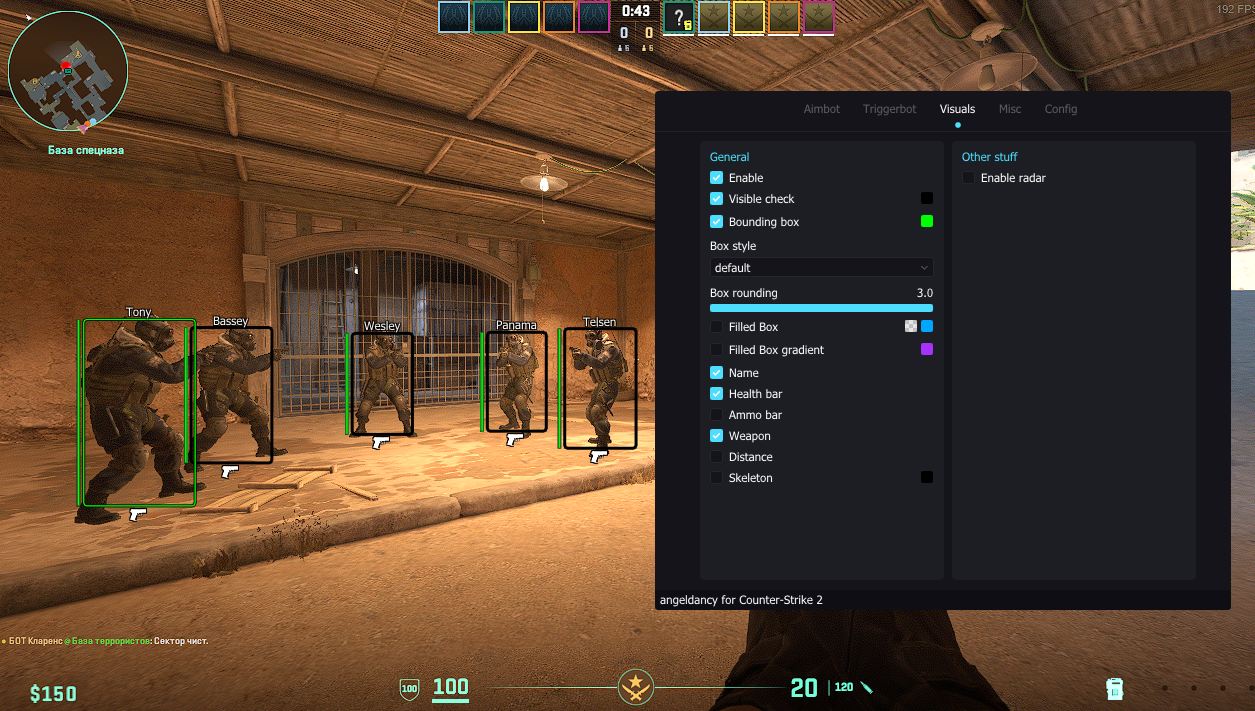 0:43
192 FPS
0 0
5 5
?
База спецназа
Aimbot Triggerbot Visuals Misc Config
General
Enable
Visible check
Bounding box
Box style
default
Box rounding 3.0
Filled Box
Filled Box gradient
Name
Health bar
Ammo bar
Weapon
Distance
Skeleton
Other stuff
Enable radar
angeldancy for Counter-Strike 2
Tony
Bassey
Wesley
Panama
Telsen
БОТ Кларенс @ База террористов: Сектор чист.
$150
100 100
20 120